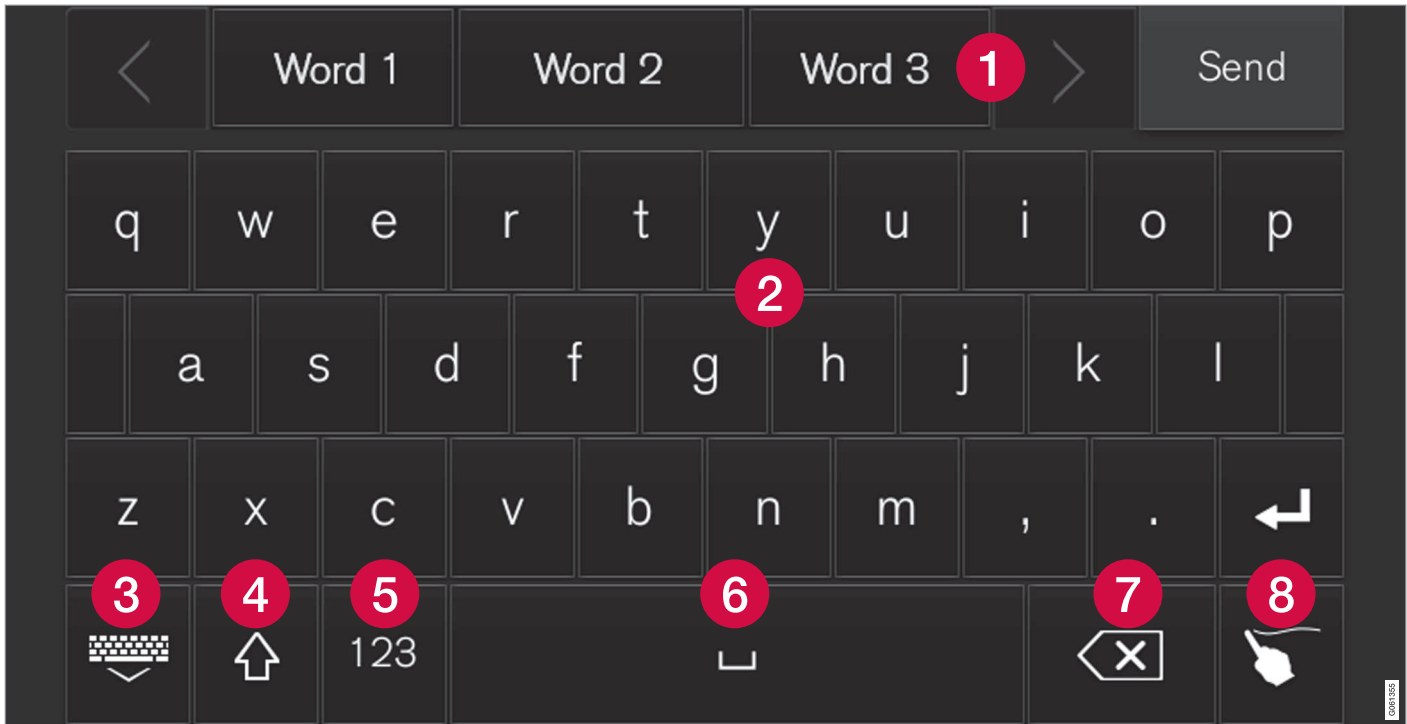 Word 1 Word 2 Word 3 1 Send
q w e r t y u i o p
2
a s d f g h j k l
z x c v b n m , .
3 4 5 6 7 8
123
G061355